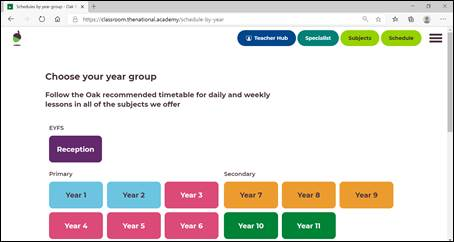 Schedules by year group - Oak N
https://classroom.thenational.academy/schedule-by-year
Teacher Hub
Specialist
Subjects
Schedule
Choose your year group
Follow the Oak recommended timetable for daily and weekly
lessons in all of the subjects we offer
EYFS
Reception
Primary
Secondary
Year 1
Year 2
Year 3
Year 7
Year 8
Year 9
Year 4
Year 5
Year 6
Year 10
Year 11